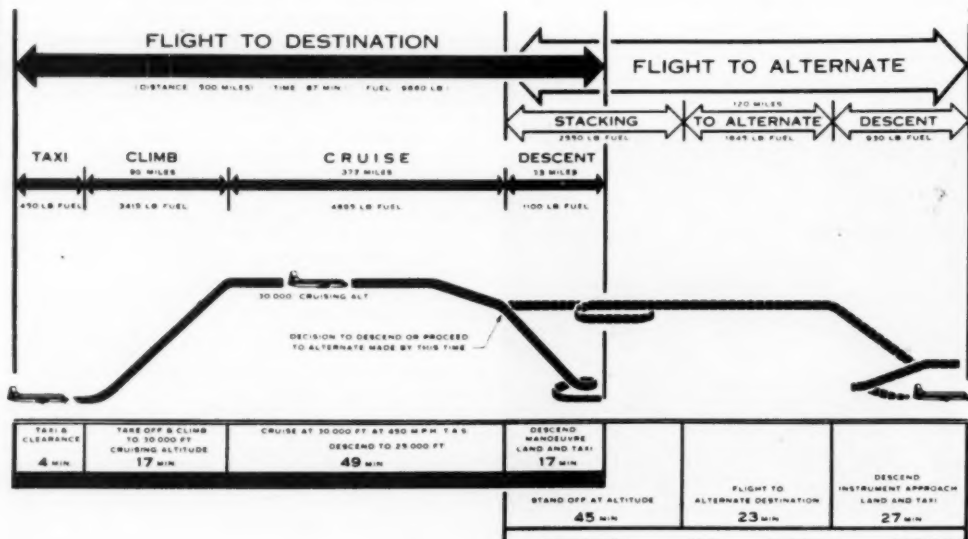 FLIGHT TO DESTINATION
(DISTANCE 500 MILES) (TIME 87 MIN) FUEL 9880 LB)
FLIGHT TO ALTERNATE
120 MILES
STACKING
TO ALTERNATE
DESCENT
2950 LB FUEL
1845 LB FUEL
930 LB FUEL
TAXI
CLIMB
CRUISE
DESCENT
90 MILES
377 MILES
33 MILES
450 LB FUEL
3415 LB FUEL
4885 LB FUEL
1100 LB FUEL
30 000 CRUISING ALT
DECISION TO DESCEND OR PROCEED
TO ALTERNATE MADE BY THIS TIME
TAXI &
CLEARANCE
4 MIN
TAKE OFF & CLIMB
TO 30 000 FT
CRUISING ALTITUDE
17 MIN
CRUISE AT 30 000 FT AT 450 M P H T A S
DESCEND TO 25 000 FT
49 MIN
DESCEND
MANOEUVRE
LAND AND TAXI
17 MIN
STAND OFF AT ALTITUDE
45 MIN
FLIGHT TO
ALTERNATE DESTINATION
23 MIN
DESCEND
INSTRUMENT APPROACH
LAND AND TAXI
27 MIN